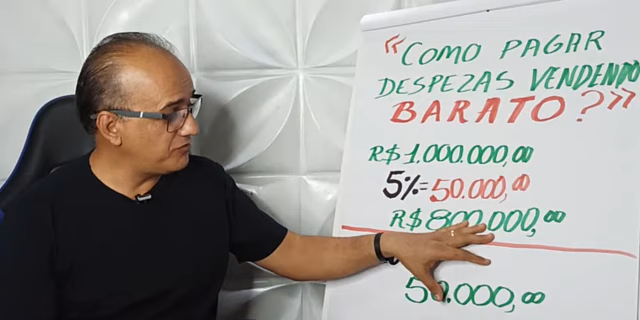 "COMO PAGAR
DESPEZAS VENDENDO
BARATO?"
R$1.000.000,00
5%=50.000,00
R$800.000,00
50.000,00